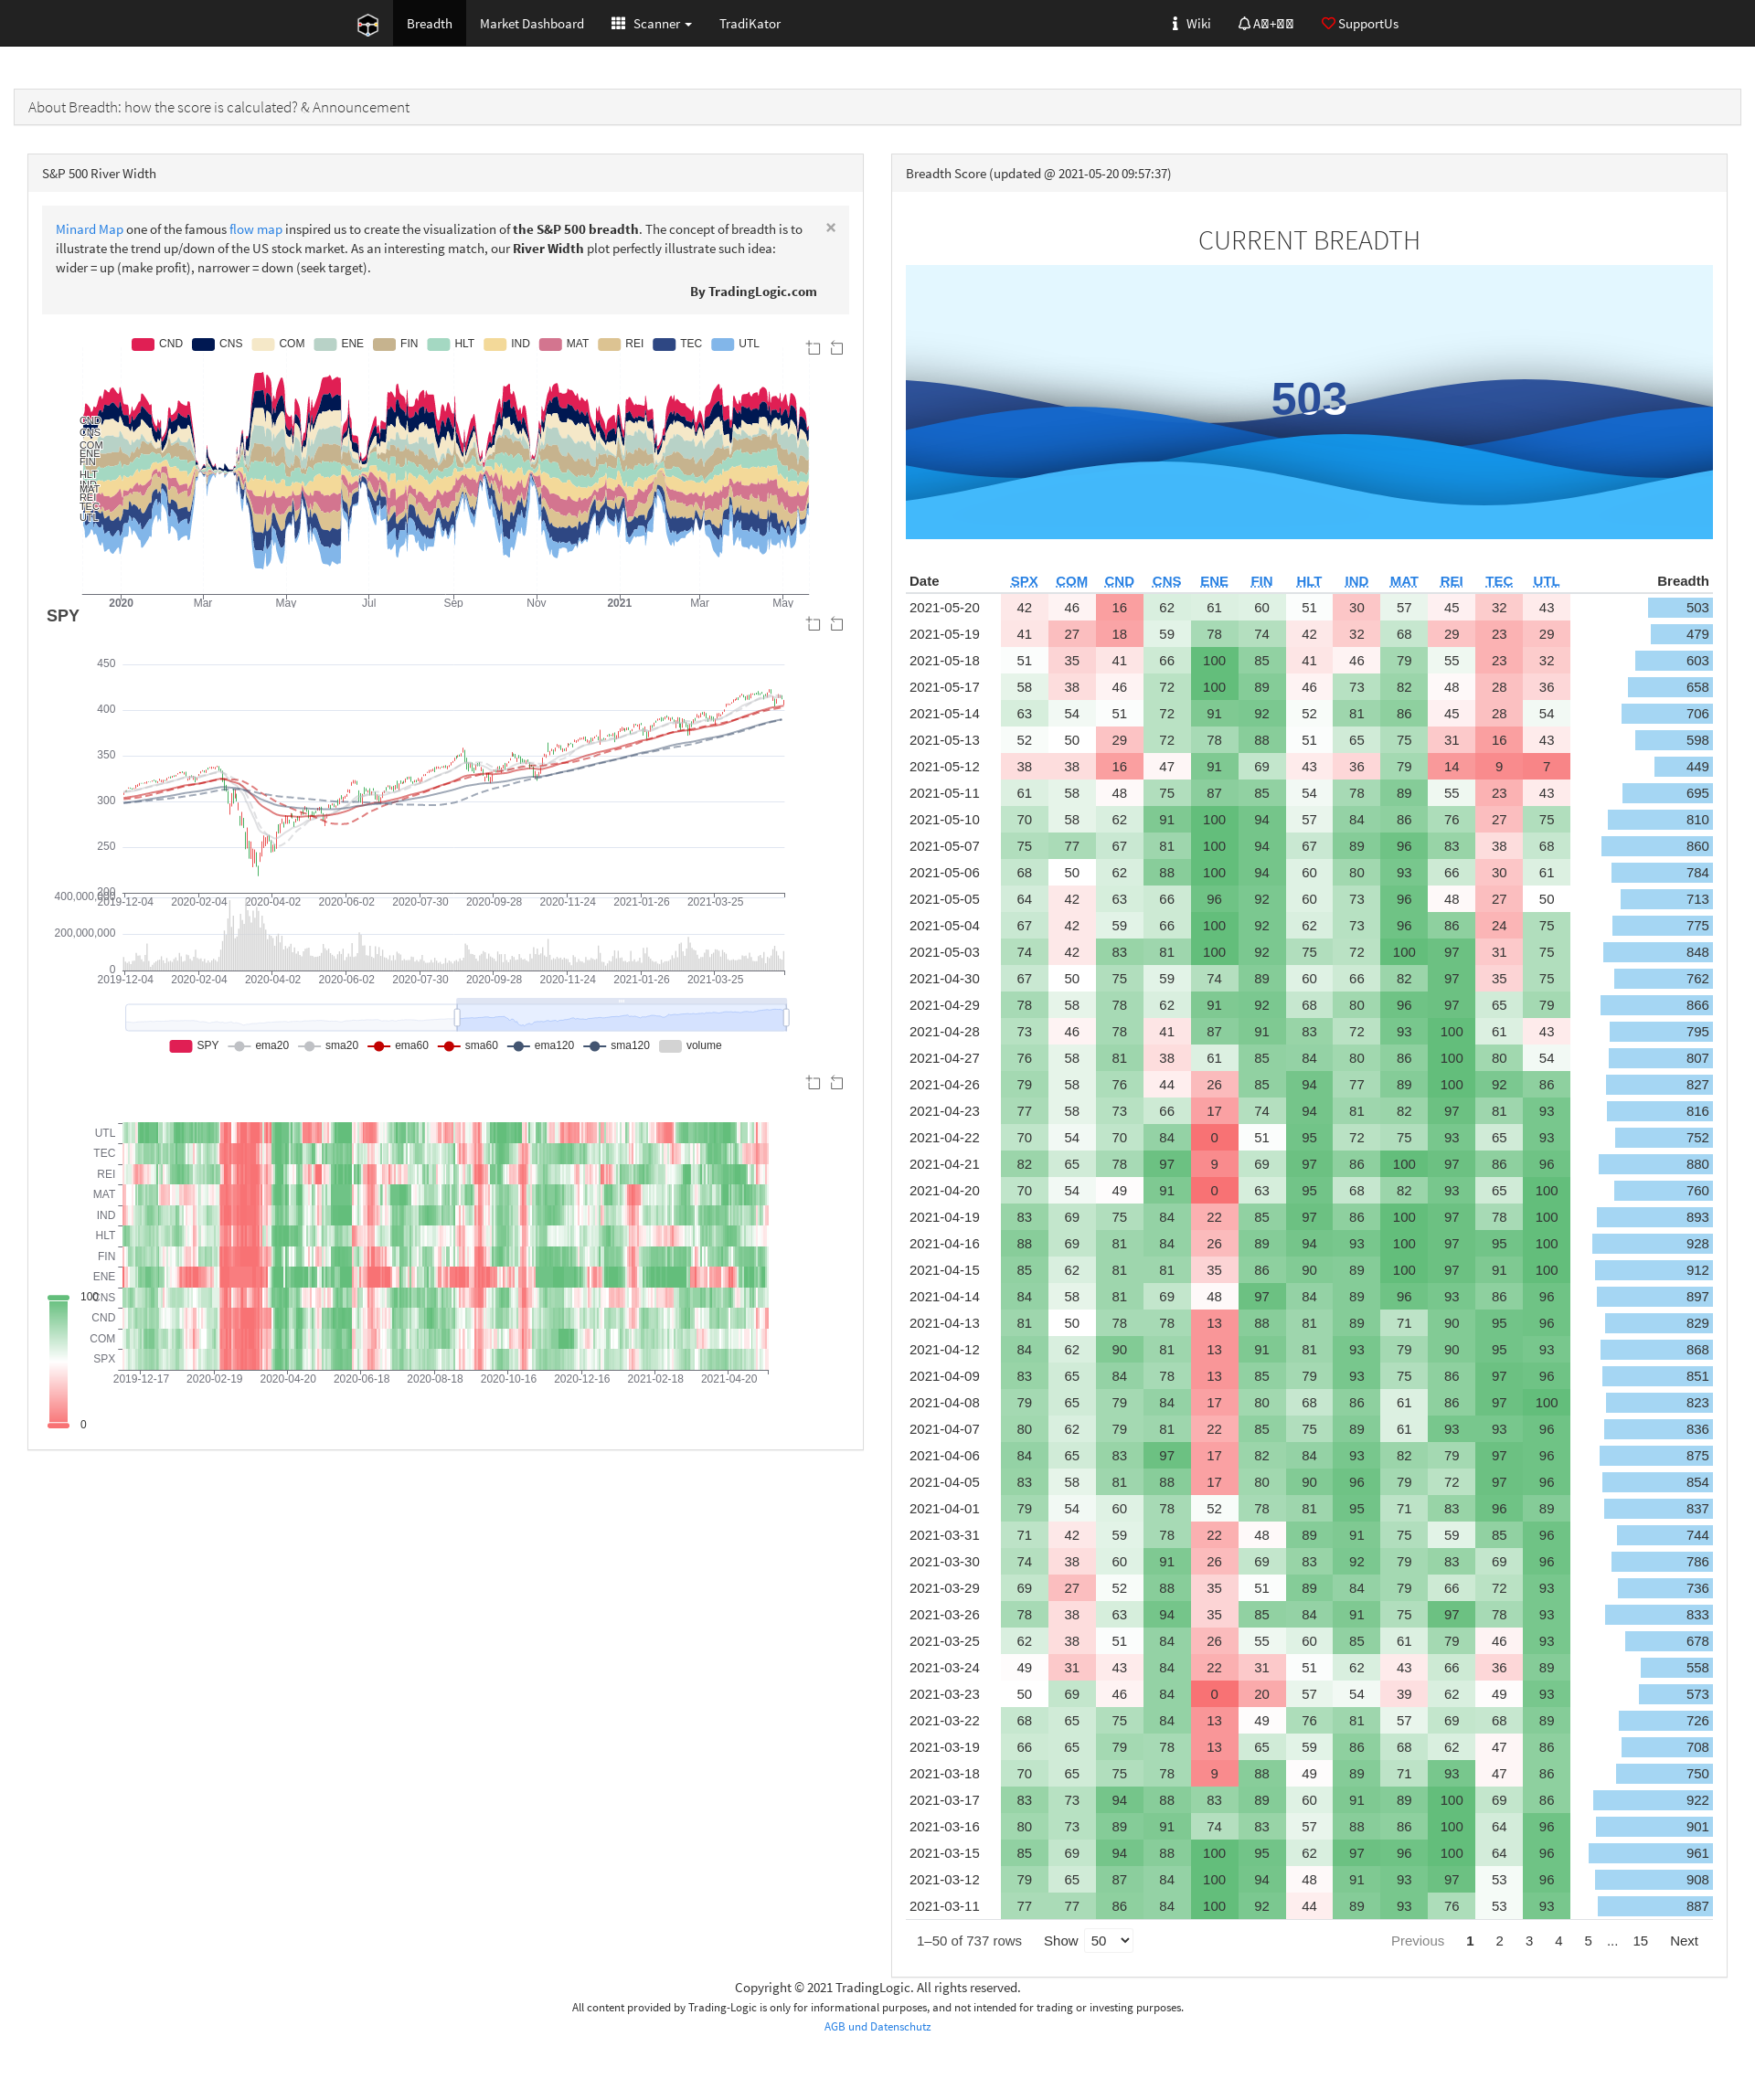 Breadth Market Dashboard Scanner TradiKator Wiki SupportUs
About Breadth: how the score is calculated? & Announcement
S&P 500 River Width
Minard Map one of the famous flow map inspired us to create the visualization of the S&P 500 breadth. The concept of breadth is to
illustrate the trend up/down of the US stock market. As an interesting match, our River Width plot perfectly illustrate such idea:
wider = up (make profit), narrower = down (seek target).
×
By TradingLogic.com
CND CNS COM ENE FIN HLT IND MAT REI TEC UTL
CND
CNS
COM
ENE
FIN
HLT
IND
MAT
REI
TEC
UTL
2020 Mar May Jul Sep Nov 2021 Mar May
SPY
450
400
350
300
250
200
2019-12-04 2020-02-04 2020-04-02 2020-06-02 2020-07-30 2020-09-28 2020-11-24 2021-01-26 2021-03-25
400,000,000
200,000,000
0
2019-12-04 2020-02-04 2020-04-02 2020-06-02 2020-07-30 2020-09-28 2020-11-24 2021-01-26 2021-03-25
SPY ema20 sma20 ema60 sma60 ema120 sma120 volume
UTL
TEC
REI
MAT
IND
HLT
FIN
ENE
CNS
CND
COM
SPX
100
0
2019-12-17 2020-02-19 2020-04-20 2020-06-18 2020-08-18 2020-10-16 2020-12-16 2021-02-18 2021-04-20
Breadth Score (updated @ 2021-05-20 09:57:37)
CURRENT BREADTH
503
Date SPX COM CND CNS ENE FIN HLT IND MAT REI TEC UTL Breadth
2021-05-20 42 46 16 62 61 60 51 30 57 45 32 43 503
2021-05-19 41 27 18 59 78 74 42 32 68 29 23 29 479
2021-05-18 51 35 41 66 100 85 41 46 79 55 23 32 603
2021-05-17 58 38 46 72 100 89 46 73 82 48 28 36 658
2021-05-14 63 54 51 72 91 92 52 81 86 45 28 54 706
2021-05-13 52 50 29 72 78 88 51 65 75 31 16 43 598
2021-05-12 38 38 16 47 91 69 43 36 79 14 9 7 449
2021-05-11 61 58 48 75 87 85 54 78 89 55 23 43 695
2021-05-10 70 58 62 91 100 94 57 84 86 76 27 75 810
2021-05-07 75 77 67 81 100 94 67 89 96 83 38 68 860
2021-05-06 68 50 62 88 100 94 60 80 93 66 30 61 784
2021-05-05 64 42 63 66 96 92 60 73 96 48 27 50 713
2021-05-04 67 42 59 66 100 92 62 73 96 86 24 75 775
2021-05-03 74 42 83 81 100 92 75 72 100 97 31 75 848
2021-04-30 67 50 75 59 74 89 60 66 82 97 35 75 762
2021-04-29 78 58 78 62 91 92 68 80 96 97 65 79 866
2021-04-28 73 46 78 41 87 91 83 72 93 100 61 43 795
2021-04-27 76 58 81 38 61 85 84 80 86 100 80 54 807
2021-04-26 79 58 76 44 26 85 94 77 89 100 92 86 827
2021-04-23 77 58 73 66 17 74 94 81 82 97 81 93 816
2021-04-22 70 54 70 84 0 51 95 72 75 93 65 93 752
2021-04-21 82 65 78 97 9 69 97 86 100 97 86 96 880
2021-04-20 70 54 49 91 0 63 95 68 82 93 65 100 760
2021-04-19 83 69 75 84 22 85 97 86 100 97 78 100 893
2021-04-16 88 69 81 84 26 89 94 93 100 97 95 100 928
2021-04-15 85 62 81 81 35 86 90 89 100 97 91 100 912
2021-04-14 84 58 81 69 48 97 84 89 96 93 86 96 897
2021-04-13 81 50 78 78 13 88 81 89 71 90 95 96 829
2021-04-12 84 62 90 81 13 91 81 93 79 90 95 93 868
2021-04-09 83 65 84 78 13 85 79 93 75 86 97 96 851
2021-04-08 79 65 79 84 17 80 68 86 61 86 97 100 823
2021-04-07 80 62 79 81 22 85 75 89 61 93 93 96 836
2021-04-06 84 65 83 97 17 82 84 93 82 79 97 96 875
2021-04-05 83 58 81 88 17 80 90 96 79 72 97 96 854
2021-04-01 79 54 60 78 52 78 81 95 71 83 96 89 837
2021-03-31 71 42 59 78 22 48 89 91 75 59 85 96 744
2021-03-30 74 38 60 91 26 69 83 92 79 83 69 96 786
2021-03-29 69 27 52 88 35 51 89 84 79 66 72 93 736
2021-03-26 78 38 63 94 35 85 84 91 75 97 78 93 833
2021-03-25 62 38 51 84 26 55 60 85 61 79 46 93 678
2021-03-24 49 31 43 84 22 31 51 62 43 66 36 89 558
2021-03-23 50 69 46 84 0 20 57 54 39 62 49 93 573
2021-03-22 68 65 75 84 13 49 76 81 57 69 68 89 726
2021-03-19 66 65 79 78 13 65 59 86 68 62 47 86 708
2021-03-18 70 65 75 78 9 88 49 89 71 93 47 86 750
2021-03-17 83 73 94 88 83 89 60 91 89 100 69 86 922
2021-03-16 80 73 89 91 74 83 57 88 86 100 64 96 901
2021-03-15 85 69 94 88 100 95 62 97 96 100 64 96 961
2021-03-12 79 65 87 84 100 94 48 91 93 97 53 96 908
2021-03-11 77 77 86 84 100 92 44 89 93 76 53 93 887
1–50 of 737 rows Show 50 Previous 1 2 3 4 5 ... 15 Next
Copyright © 2021 TradingLogic. All rights reserved.
All content provided by Trading-Logic is only for informational purposes, and not intended for trading or investing purposes.
AGB und Datenschutz